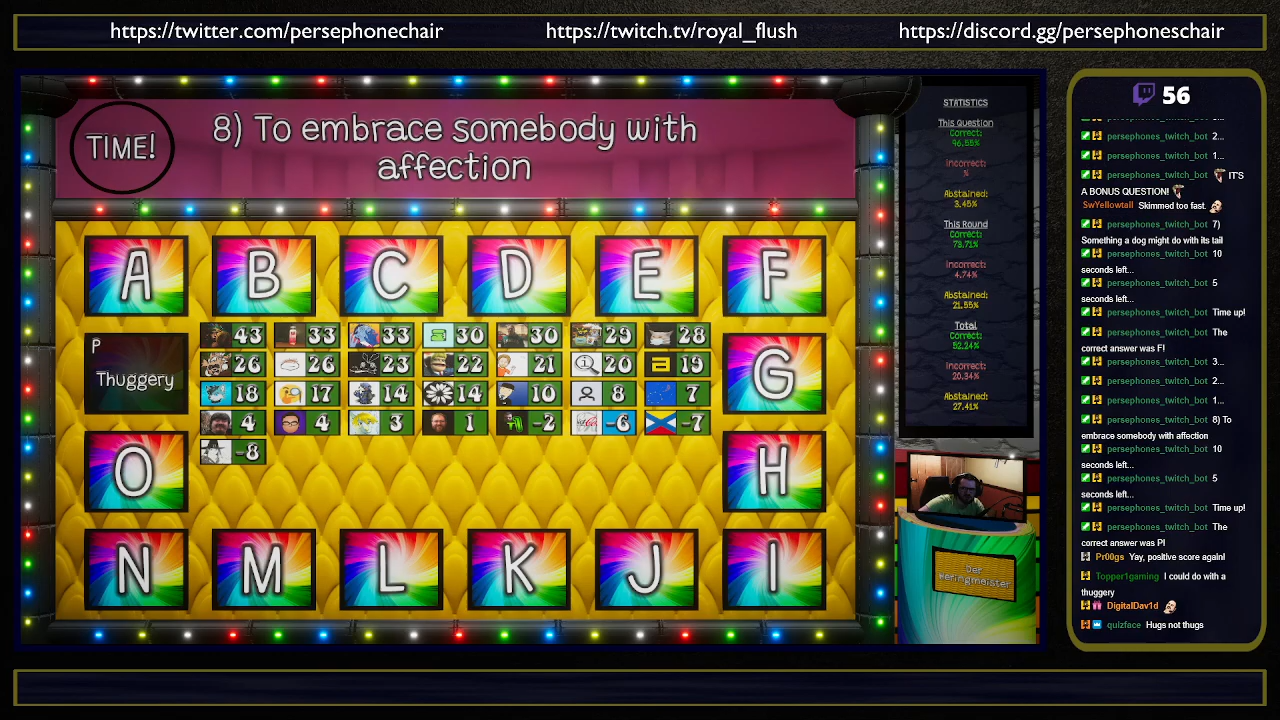 https://twitter.com/persephonechair
https://twitch.tv/royal_flush
https://discord.gg/persephoneschair
TIME!
8) To embrace somebody with
affection
A
B
C
D
E
F
P
Thuggery
G
O
H
N
M
L
K
J
I
43
33
33
30
30
29
28
26
26
23
22
21
20
19
18
17
14
14
10
8
7
4
4
3
1
-2
-6
-7
-8
STATISTICS
This Question
Correct:
96.55%
Incorrect:
%
Abstained:
3.45%
This Round
Correct:
73.71%
Incorrect:
4.74%
Abstained:
21.55%
Total
Correct:
52.24%
Incorrect:
20.34%
Abstained:
27.41%
Der
Heringmeister
56
persephones_twitch_bot 2...
persephones_twitch_bot 1...
persephones_twitch_bot IT'S
A BONUS QUESTION!
SwYellowtail Skimmed too fast.
persephones_twitch_bot 7)
Something a dog might do with its tail
persephones_twitch_bot 10
seconds left...
persephones_twitch_bot 5
seconds left...
persephones_twitch_bot Time up!
persephones_twitch_bot The
correct answer was F!
persephones_twitch_bot 3...
persephones_twitch_bot 2...
persephones_twitch_bot 1...
persephones_twitch_bot 8) To
embrace somebody with affection
persephones_twitch_bot 10
seconds left...
persephones_twitch_bot 5
seconds left...
persephones_twitch_bot Time up!
persephones_twitch_bot The
correct answer was P!
Pr00gs Yay, positive score again!
Topper1gaming I could do with a
thuggery
DigitalDav1d
quizface Hugs not thugs